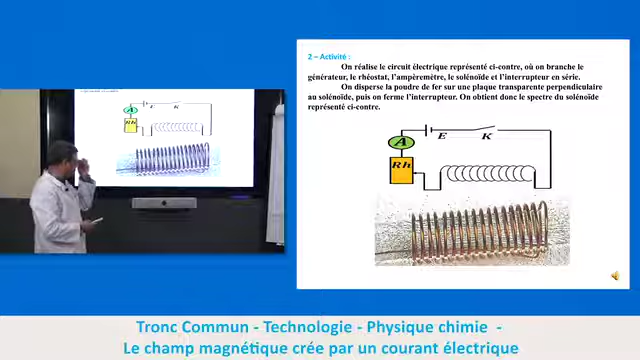 2 – Activité :
On réalise le circuit électrique représenté ci-contre, où on branche le
générateur, le rhéostat, l'ampèremètre, le solénoïde et l'interrupteur en série.
On disperse la poudre de fer sur une plaque transparente perpendiculaire
au solénoïde, puis on ferme l'interrupteur. On obtient donc le spectre du solénoïde
représenté ci-contre.
E K
A
Rh
E K
A
Rh
Tronc Commun - Technologie - Physique chimie -
Le champ magnétique crée par un courant électrique